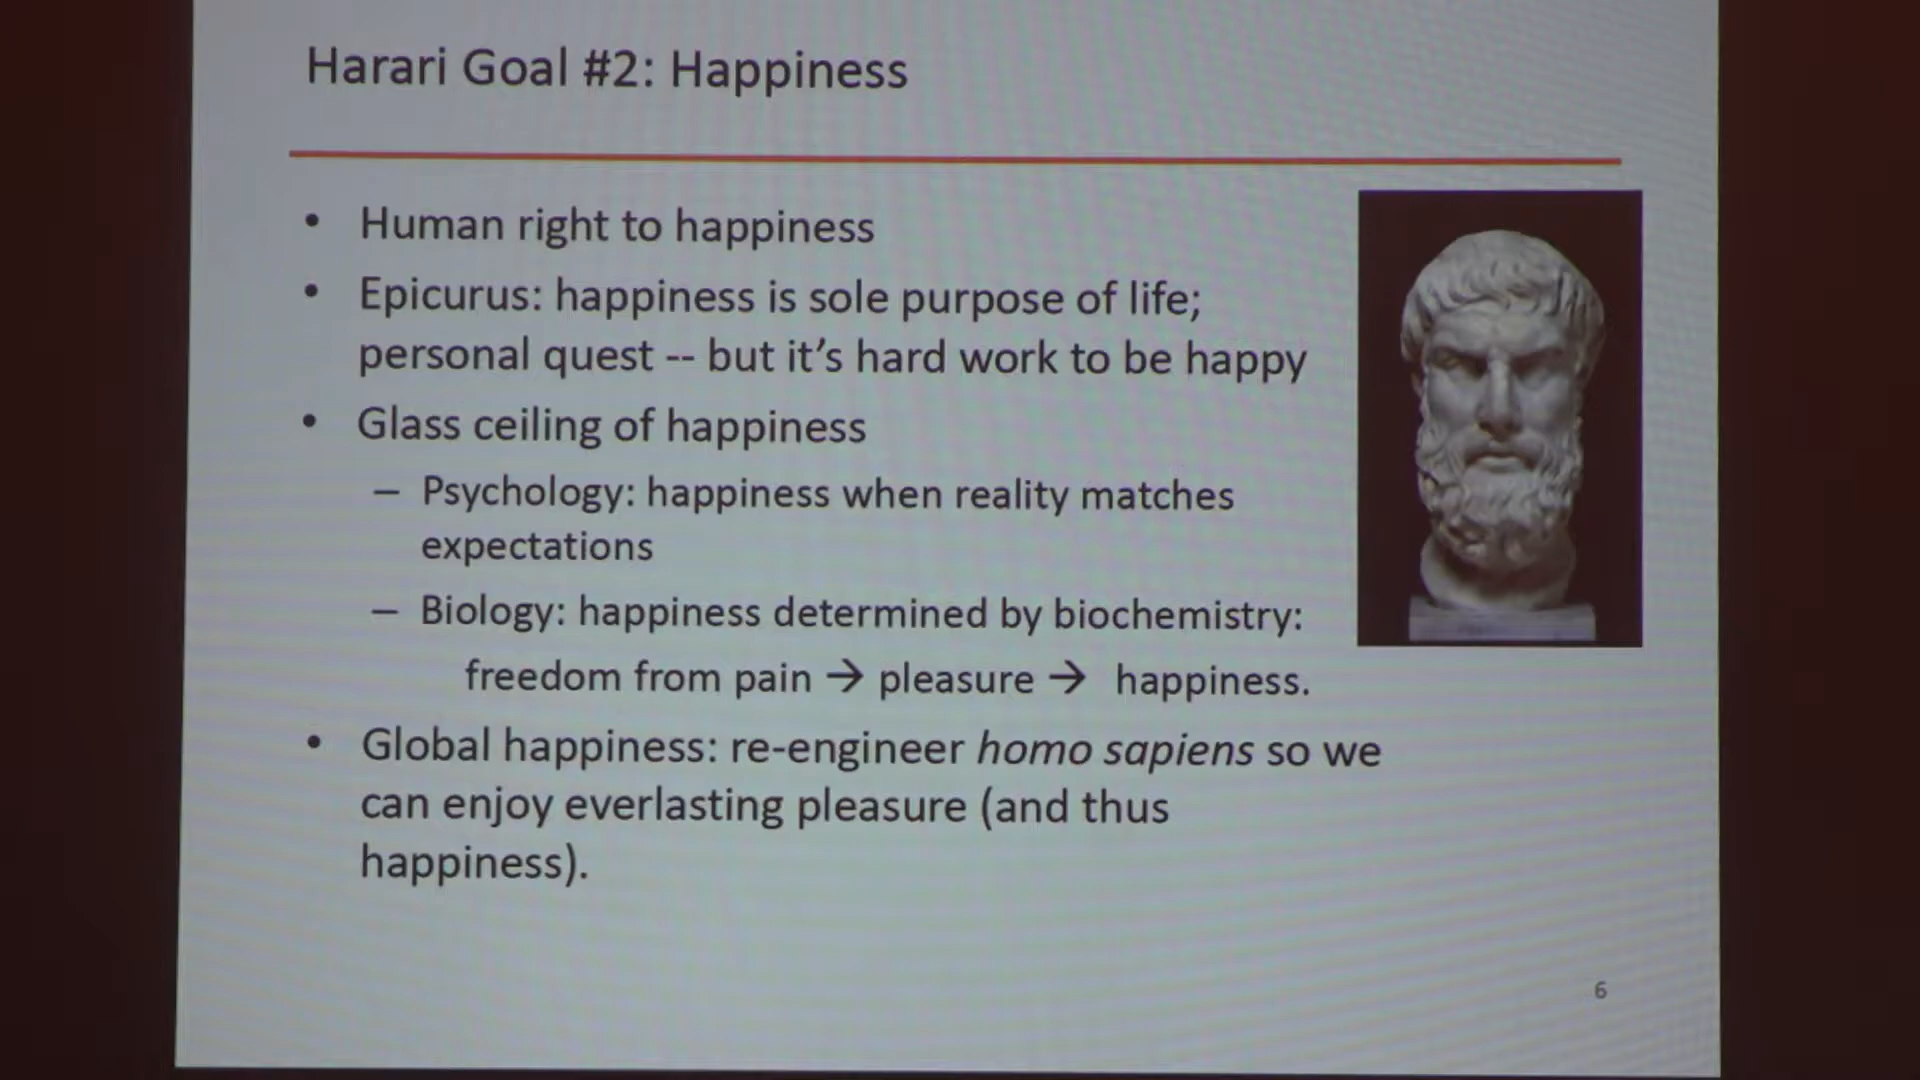 Harari Goal #2: Happiness
• Human right to happiness
• Epicurus: happiness is sole purpose of life;
personal quest -- but it's hard work to be happy
• Glass ceiling of happiness
– Psychology: happiness when reality matches
expectations
– Biology: happiness determined by biochemistry:
freedom from pain → pleasure → happiness.
• Global happiness: re-engineer homo sapiens so we
can enjoy everlasting pleasure (and thus
happiness).
6